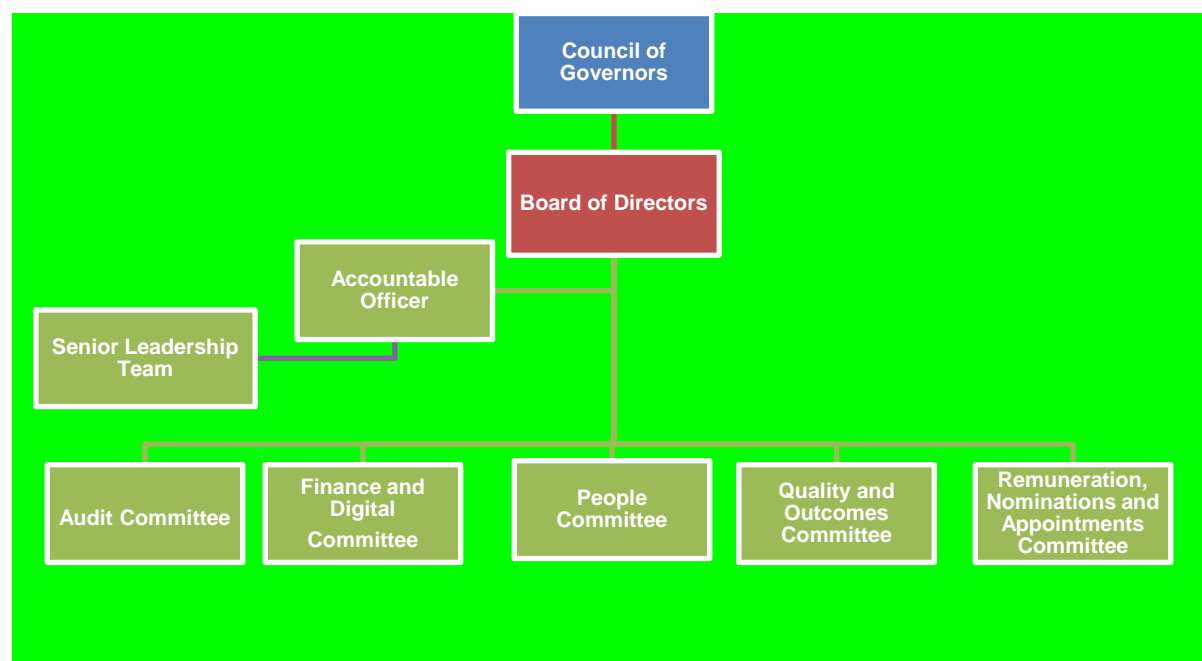 Council of
Governors
Board of Directors
Accountable
Officer
Senior Leadership
Team
Audit Committee
Finance and
Digital
Committee
People
Committee
Quality and
Outcomes
Committee
Remuneration,
Nominations and
Appointments
Committee